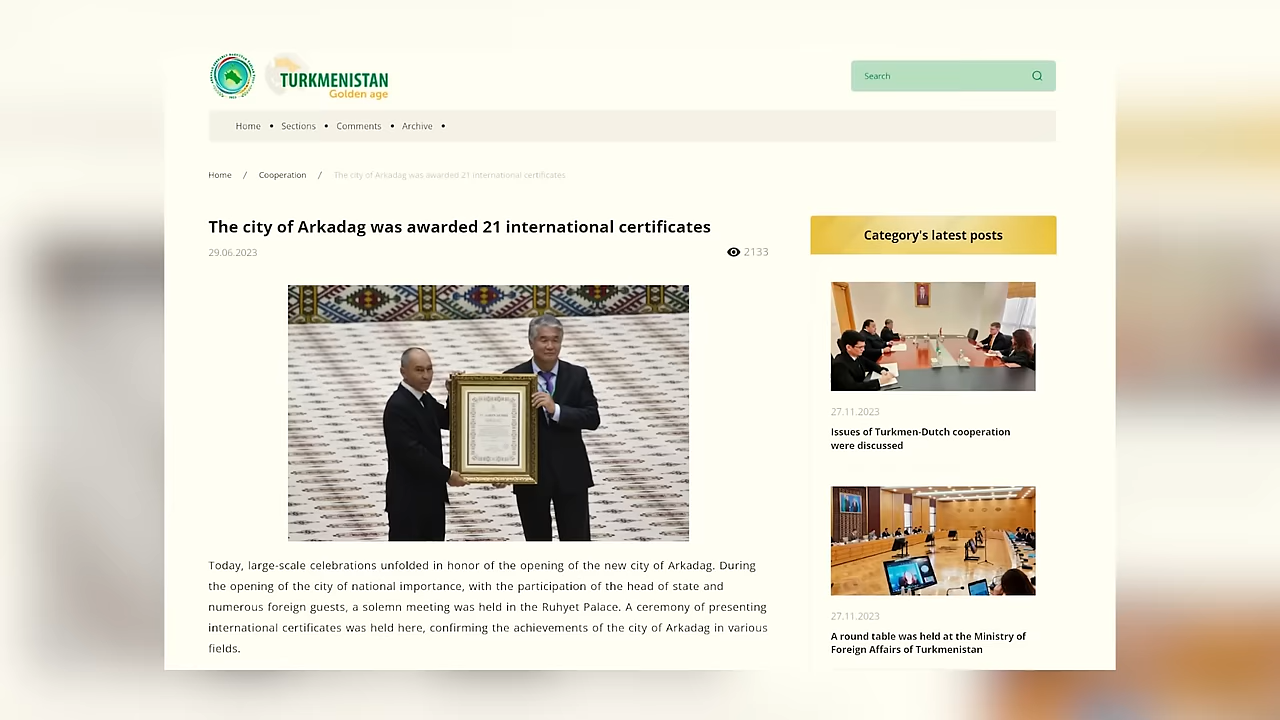 TURKMENISTAN
Golden age
Search
Home • Sections • Comments • Archive •
Home / Cooperation / The city of Arkadag was awarded 21 international certificates
The city of Arkadag was awarded 21 international certificates
29.06.2023
2133
Today, large-scale celebrations unfolded in honor of the opening of the new city of Arkadag. During
the opening of the city of national importance, with the participation of the head of state and
numerous foreign guests, a solemn meeting was held in the Ruhyet Palace. A ceremony of presenting
international certificates was held here, confirming the achievements of the city of Arkadag in various
fields.
Category's latest posts
27.11.2023
Issues of Turkmen-Dutch cooperation
were discussed
27.11.2023
A round table was held at the Ministry of
Foreign Affairs of Turkmenistan